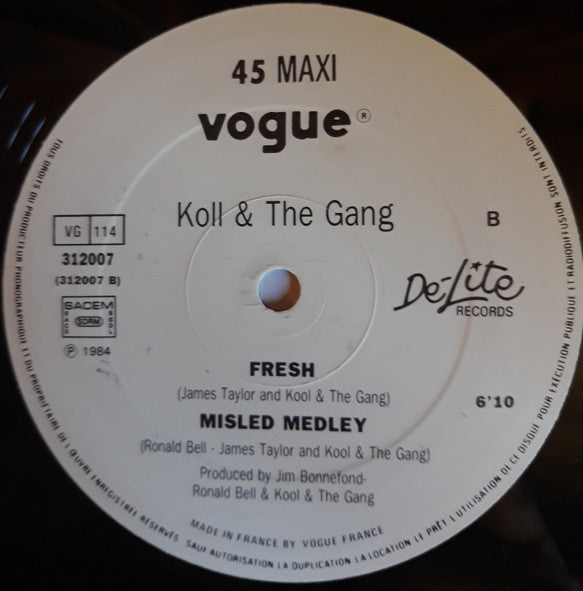 45 MAXI
vogue®
Koll & The Gang
B
VG 114
312007
(312007 B)
SACEM
SDRM
℗ 1984
De-Lite
RECORDS
FRESH
(James Taylor and Kool & The Gang)
6'10
MISLED MEDLEY
(Ronald Bell - James Taylor and Kool & The Gang)
Produced by Jim Bonnefond-
Ronald Bell & Kool & The Gang
MADE IN FRANCE BY VOGUE FRANCE
TOUS DROITS DU PRODUCTEUR PHONOGRAPHIQUE ET DU PROPRIETAIRE DE L'ŒUVRE ENREGISTREE RESERVES. SAUF AUTORISATION LA DUPLICATION LA LOCATION LE PRÊT L'UTILISATION DE CE DISQUE POUR EXÉCUTION PUBLIQUE ET RADIODIFFUSION SONT INTERDITS